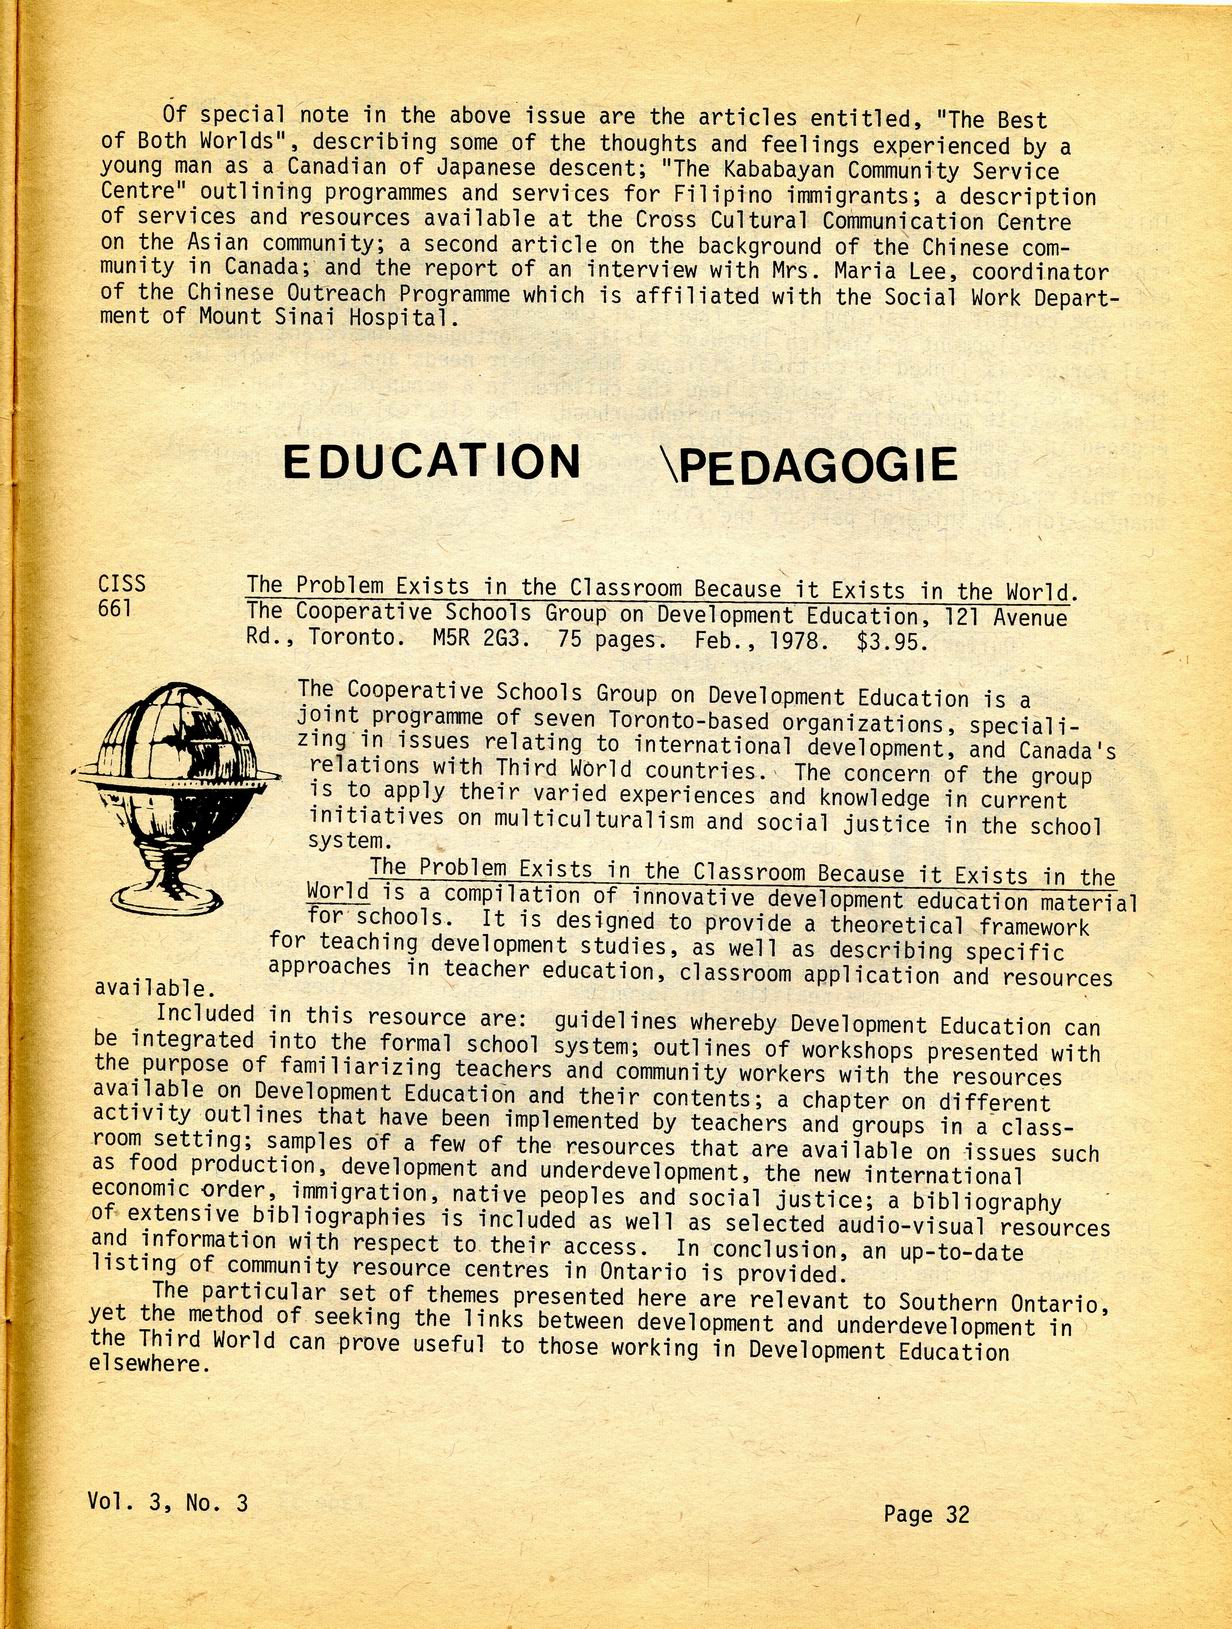 Of special note in the above issue are the articles entitled, "The Best
of Both Worlds", describing some of the thoughts and feelings experienced by a
young man as a Canadian of Japanese descent; "The Kababayan Community Service
Centre" outlining programmes and services for Filipino immigrants; a description
of services and resources available at the Cross Cultural Communication Centre
on the Asian community; a second article on the background of the Chinese com-
munity in Canada; and the report of an interview with Mrs. Maria Lee, coordinator
of the Chinese Outreach Programme which is affiliated with the Social Work Depart-
ment of Mount Sinai Hospital.
EDUCATION \PEDAGOGIE
CISS
661
The Problem Exists in the Classroom Because it Exists in the World.
The Cooperative Schools Group on Development Education, 121 Avenue
Rd., Toronto. M5R 2G3. 75 pages. Feb., 1978. $3.95.
The Cooperative Schools Group on Development Education is a
joint programme of seven Toronto-based organizations, speciali-
zing in issues relating to international development, and Canada's
relations with Third World countries. The concern of the group
is to apply their varied experiences and knowledge in current
initiatives on multiculturalism and social justice in the school
system.
The Problem Exists in the Classroom Because it Exists in the
World is a compilation of innovative development education material
for schools. It is designed to provide a theoretical framework
for teaching development studies, as well as describing specific
approaches in teacher education, classroom application and resources
available.
Included in this resource are: guidelines whereby Development Education can
be integrated into the formal school system; outlines of workshops presented with
the purpose of familiarizing teachers and community workers with the resources
available on Development Education and their contents; a chapter on different
activity outlines that have been implemented by teachers and groups in a class-
room setting; samples of a few of the resources that are available on issues such
as food production, development and underdevelopment, the new international
economic order, immigration, native peoples and social justice; a bibliography
of extensive bibliographies is included as well as selected audio-visual resources
and information with respect to their access. In conclusion, an up-to-date
listing of community resource centres in Ontario is provided.
The particular set of themes presented here are relevant to Southern Ontario,
yet the method of seeking the links between development and underdevelopment in
the Third World can prove useful to those working in Development Education
elsewhere.
Vol. 3, No. 3
Page 32